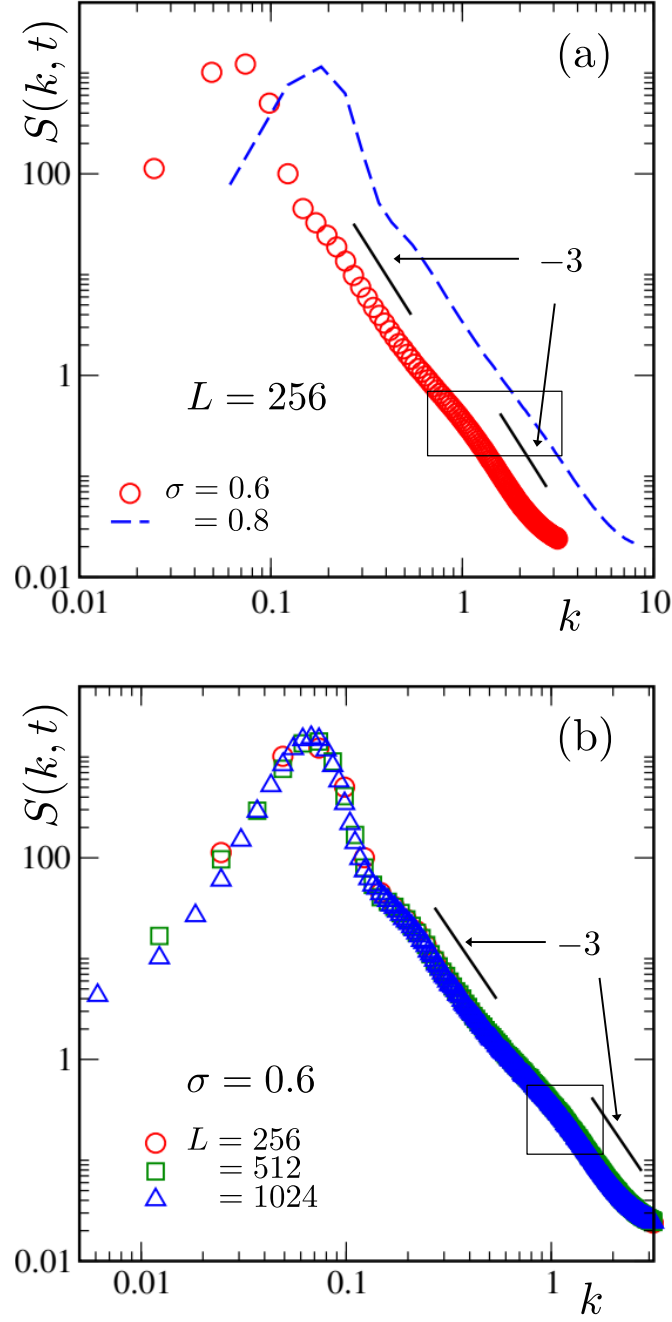 (a)
S(k, t)
100
−3
1
L = 256
σ = 0.6
= 0.8
0.01
0.01
0.1
1
10
k
(b)
S(k, t)
100
−3
1
σ = 0.6
L = 256
= 512
= 1024
0.01
0.01
0.1
1
k